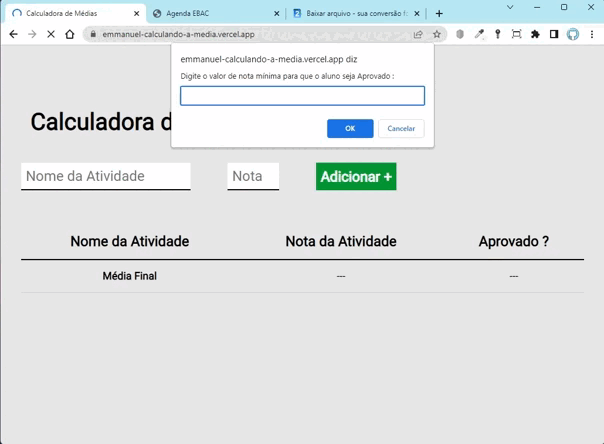 Calculadora de Médias
Agenda EBAC
Baixar arquivo - sua conversão f
emmanuel-calculando-a-media.vercel.app
emmanuel-calculando-a-media.vercel.app diz
Digite o valor de nota mínima para que o aluno seja Aprovado :
OK
Cancelar
Calculadora d
Nome da Atividade
Nota
Adicionar +
Nome da Atividade
Nota da Atividade
Aprovado ?
Média Final
---
---